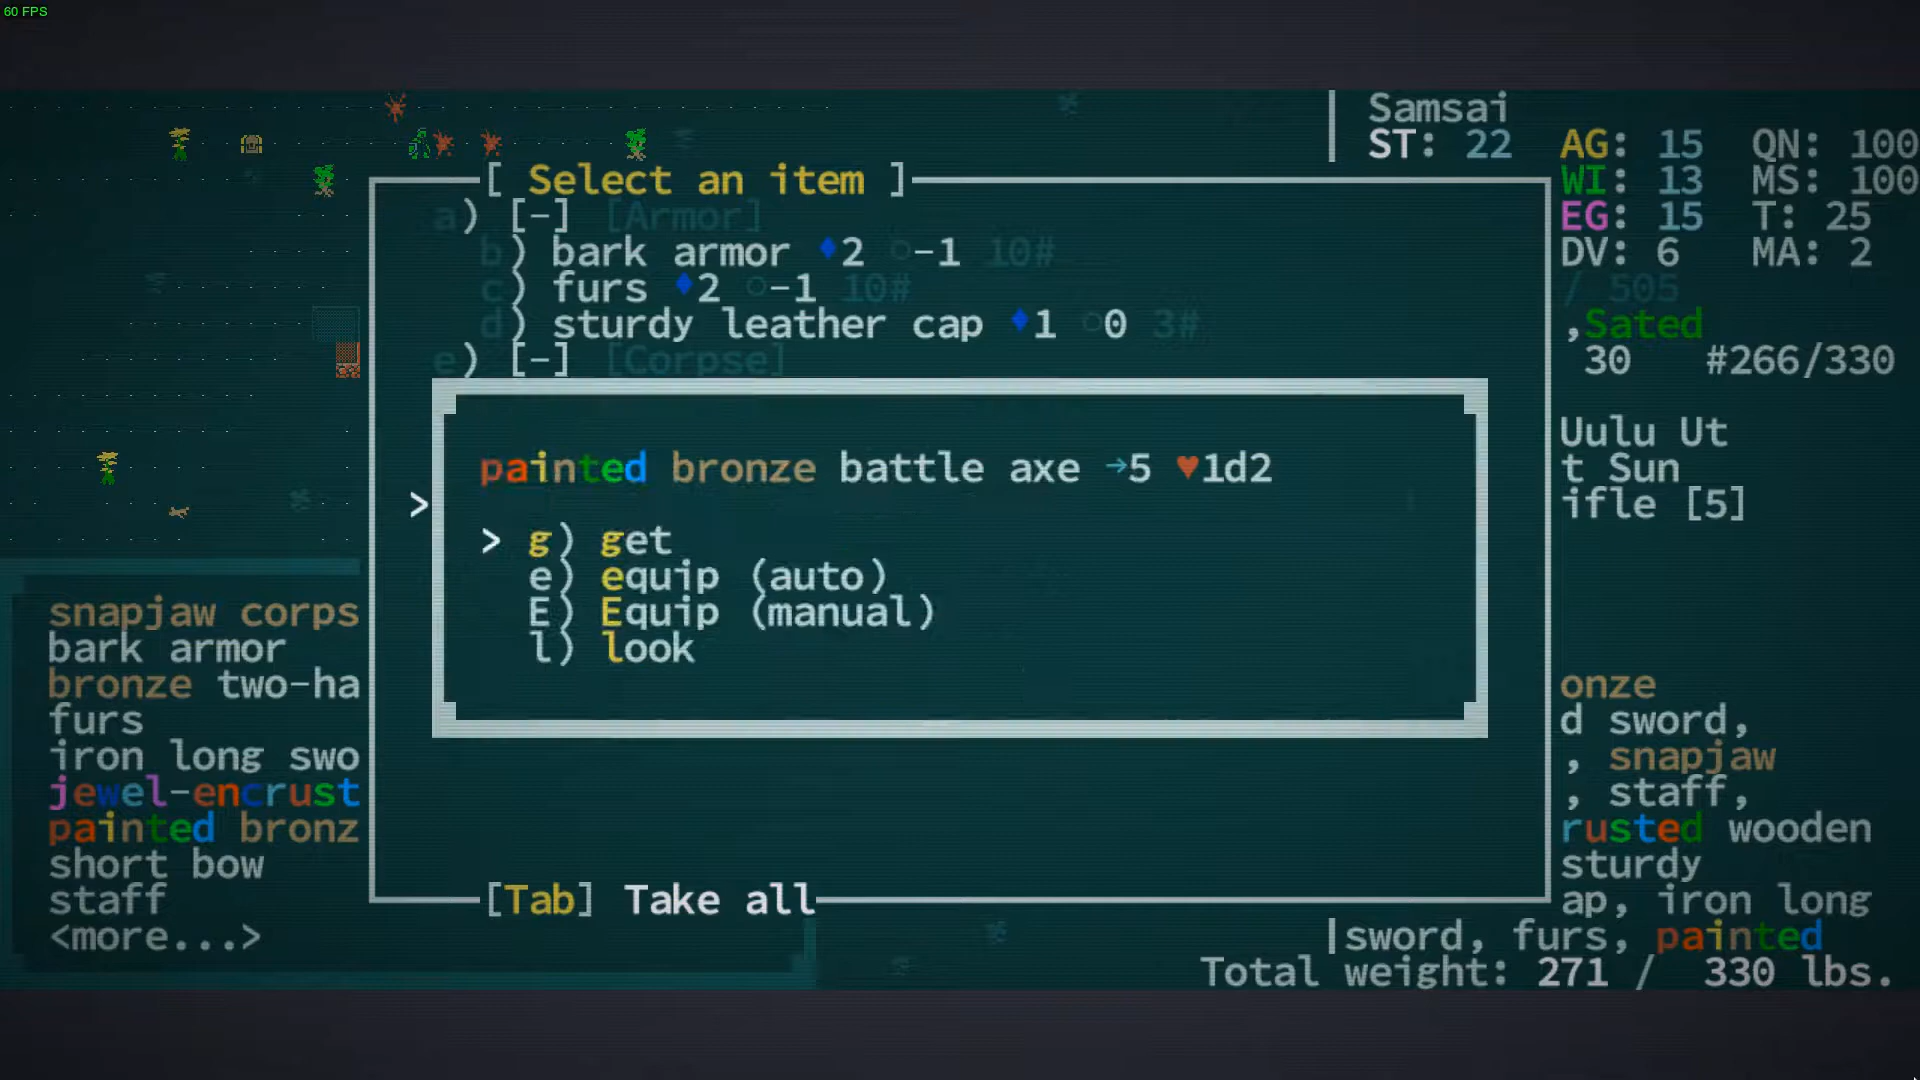 60 FPS
Samsai
ST: 22 AG: 15 QN: 100
WI: 13 MS: 100
EG: 15 T: 25
DV: 6 MA: 2
/ 505
,Sated
30 #266/330
[ Select an item ]
a) [-] [Armor]
b) bark armor ♦2 ○-1 10#
c) furs ♦2 ○-1 10#
d) sturdy leather cap ♦1 ○0 3#
e) [-] [Corpse]
painted bronze battle axe →5 ♥1d2
>
> g) get
e) equip (auto)
E) Equip (manual)
l) look
[Tab] Take all
Uulu Ut
t Sun
ifle [5]
snapjaw corps
bark armor
bronze two-ha
furs
iron long swo
jewel-encrust
painted bronz
short bow
staff
<more...>
onze
d sword,
, snapjaw
, staff,
rusted wooden
sturdy
ap, iron long
sword, furs, painted
Total weight: 271 / 330 lbs.